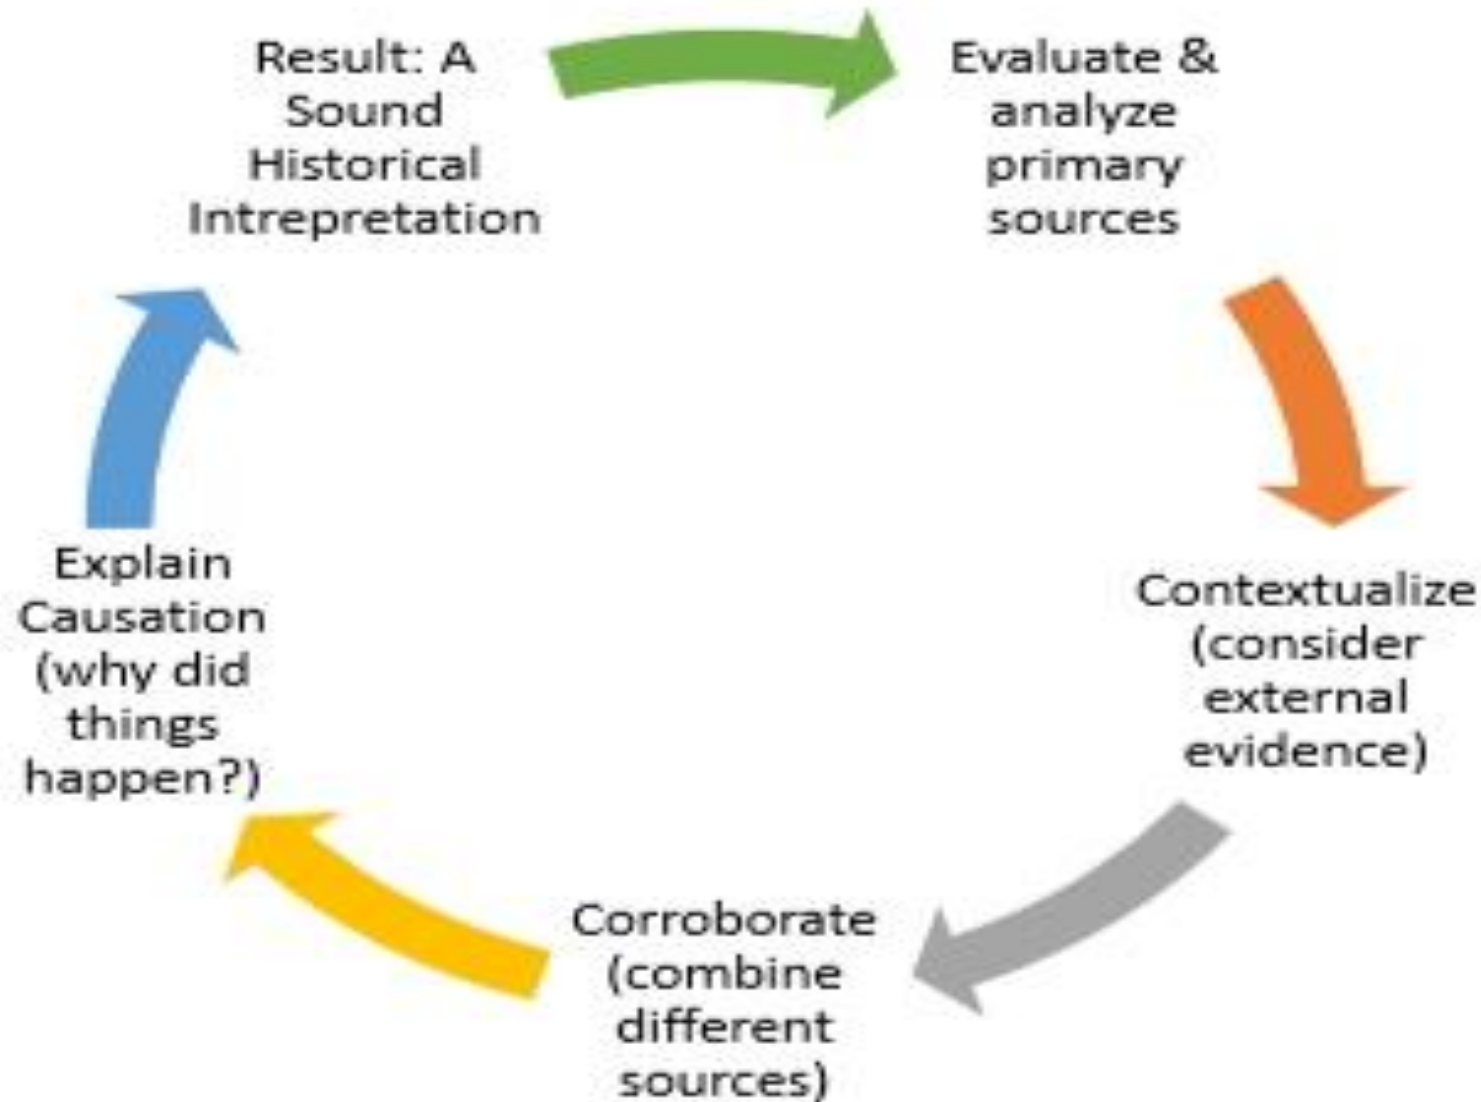 Result: A
Sound
Historical
Intrepretation
Evaluate &
analyze
primary
sources
Contextualize
(consider
external
evidence)
Corroborate
(combine
different
sources)
Explain
Causation
(why did
things
happen?)